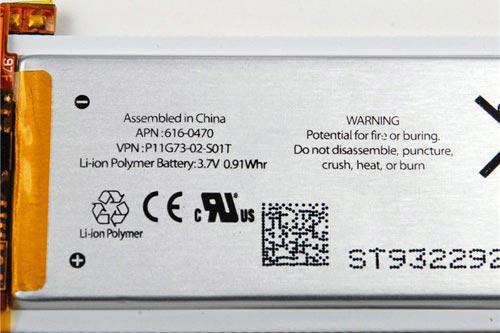 Assembled in China
APN : 616-0470
VPN : P11G73-02-S01T
Li-ion Polymer Battery: 3.7V 0.91Whr
WARNING
Potential for fire or buring.
Do not disassemble, puncture,
crush, heat, or burn
CE c RU us
Li-ion Polymer
ST932292
97F